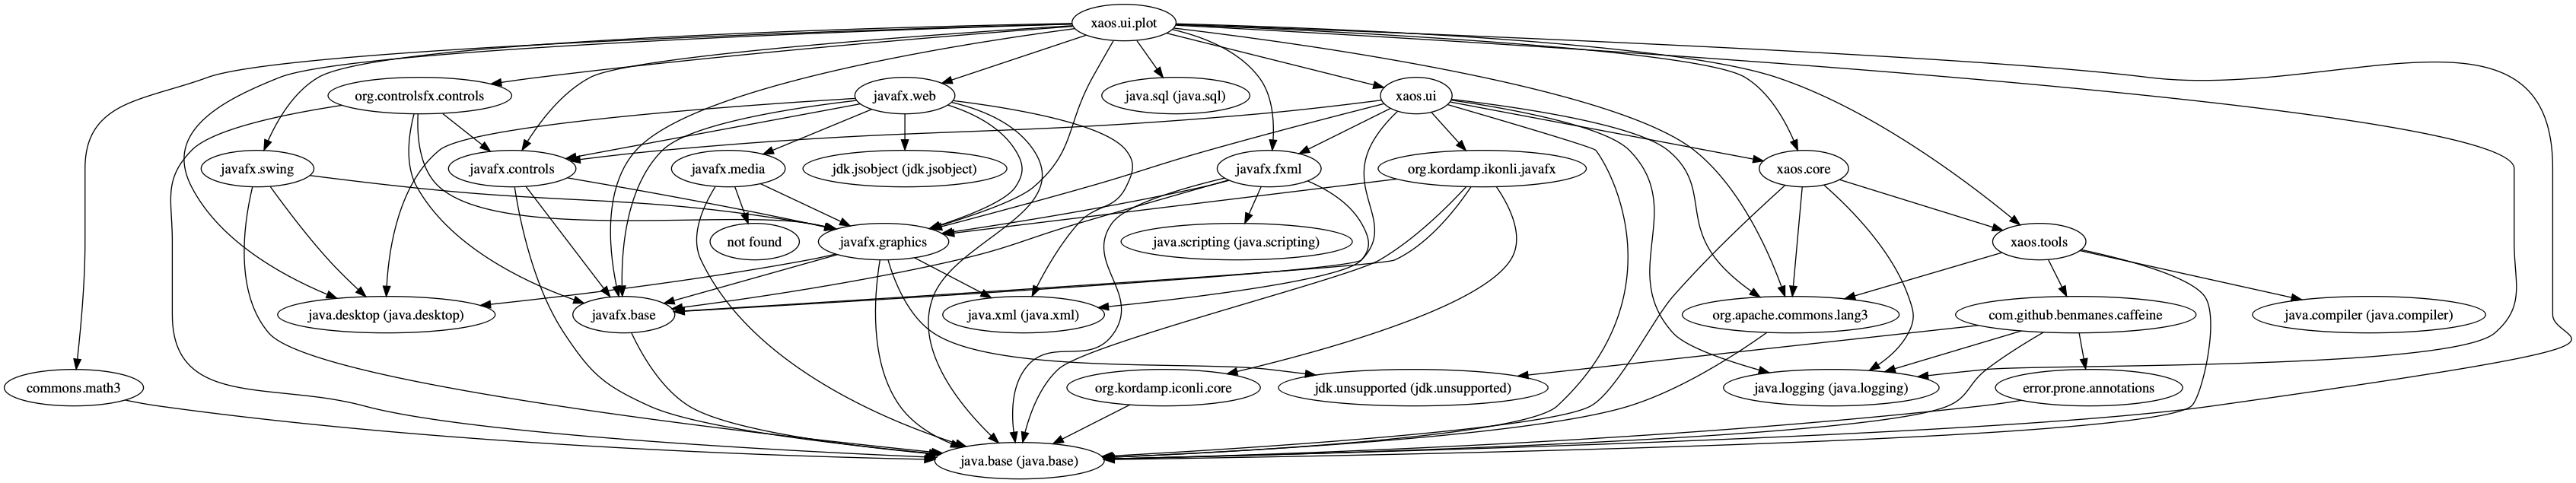 xaos.ui.plot
org.controlsfx.controls
javafx.web
java.sql (java.sql)
xaos.ui
javafx.swing
javafx.controls
javafx.media
jdk.jsobject (jdk.jsobject)
javafx.fxml
org.kordamp.ikonli.javafx
xaos.core
not found
javafx.graphics
java.scripting (java.scripting)
xaos.tools
java.desktop (java.desktop)
javafx.base
java.xml (java.xml)
org.apache.commons.lang3
com.github.benmanes.caffeine
java.compiler (java.compiler)
commons.math3
org.kordamp.iconli.core
jdk.unsupported (jdk.unsupported)
java.logging (java.logging)
error.prone.annotations
java.base (java.base)